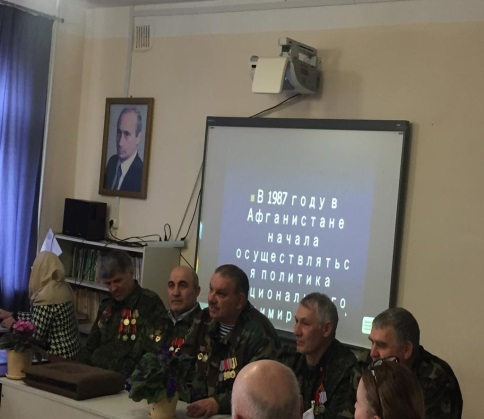 В 1987 году в
Афганистане
начала
осуществлятьс
я политика